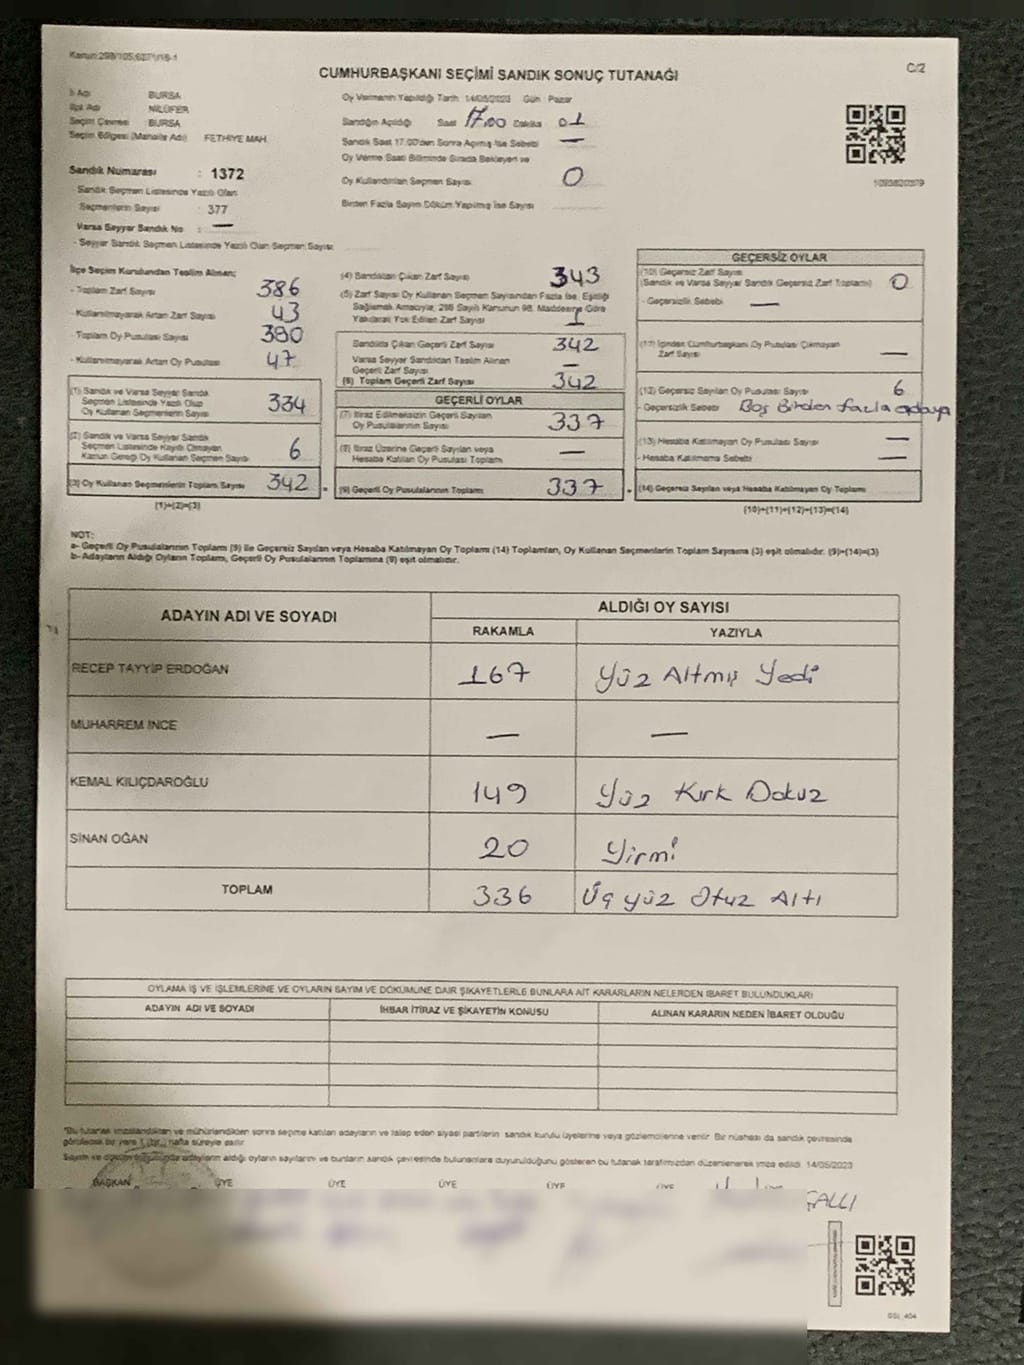 Kanun:298/105;6271/18-1
C/2
CUMHURBAŞKANI SEÇİMİ SANDIK SONUÇ TUTANAĞI
İl Adı BURSA
İlçe Adı NİLÜFER
Seçim Çevresi : BURSA
Seçim Bölgesi (Mahalle Adı) FETHİYE MAH.
Oy Vermenin Yapıldığı Tarih 14/05/2023 Gün : Pazar
Sandığın Açıldığı Saat 17.00 Dakika 01
Sandık Saat 17.00'den Sonra Açılmış İse Sebebi —
Oy Verme Saati Bitiminde Sırada Bekleyen ve
Oy Kullandırılan Seçmen Sayısı 0
Birden Fazla Sayım Döküm Yapılmış İse Sayısı
Sandık Numarası : 1372
- Sandık Seçmen Listesinde Yazılı Olan
Seçmenlerin Sayısı : 377
Varsa Seyyar Sandık No : —
- Seyyar Sandık Seçmen Listesinde Yazılı Olan Seçmen Sayısı
İlçe Seçim Kurulundan Teslim Alınan;
- Toplam Zarf Sayısı 386
- Kullanılmayarak Artan Zarf Sayısı 43
- Toplam Oy Pusulası Sayısı 390
- Kullanılmayarak Artan Oy Pusulası 47
(1) Sandık ve Varsa Seyyar Sandık
Seçmen Listesinde Yazılı Olup
Oy Kullanan Seçmenlerin Sayısı 334
(2) Sandık ve Varsa Seyyar Sandık
Seçmen Listesinde Kayıtlı Olmayan
Kanun Gereği Oy Kullanan Seçmen Sayısı 6
(3) Oy Kullanan Seçmenlerin Toplam Sayısı 342
(1)+(2)=(3)
(4) Sandıktan Çıkan Zarf Sayısı 343
(5) Zarf Sayısı Oy Kullanan Seçmen Sayısından Fazla İse, Eşitliği
Sağlamak Amacıyla, 298 Sayılı Kanunun 98. Maddesine Göre
Yakılarak Yok Edilen Zarf Sayısı 1
Sandıkta Çıkan Geçerli Zarf Sayısı 342
Varsa Seyyar Sandıktan Teslim Alınan
Geçerli Zarf Sayısı —
(6) Toplam Geçerli Zarf Sayısı 342
GEÇERLİ OYLAR
(7) İtiraz Edilmeksizin Geçerli Sayılan
Oy Pusulalarının Sayısı 337
(8) İtiraz Üzerine Geçerli Sayılan veya
Hesaba Katılan Oy Pusulası Toplamı —
(9) Geçerli Oy Pusulalarının Toplamı 337
GEÇERSİZ OYLAR
(10) Geçersiz Zarf Sayısı
(Sandık ve Varsa Seyyar Sandık Geçersiz Zarf Toplamı) 0
- Geçersizlik Sebebi —
(11) İçinden Cumhurbaşkanı Oy Pusulası Çıkmayan
Zarf Sayısı —
(12) Geçersiz Sayılan Oy Pusulası Sayısı 6
- Geçersizlik Sebebi Boş Birden fazla adaya
(13) Hesaba Katılmayan Oy Pusulası Sayısı —
- Hesaba Katılmama Sebebi —
(14) Geçersiz Sayılan veya Hesaba Katılmayan Oy Toplamı
(10)+(11)+(12)+(13)=(14)
NOT:
a- Geçerli Oy Pusulalarının Toplamı (9) ile Geçersiz Sayılan veya Hesaba Katılmayan Oy Toplamı (14) Toplamları, Oy Kullanan Seçmenlerin Toplam Sayısına (3) eşit olmalıdır. (9)+(14)=(3)
b- Adayların Aldığı Oyların Toplamı, Geçerli Oy Pusulalarının Toplamına (9) eşit olmalıdır.
ADAYIN ADI VE SOYADI ALDIĞI OY SAYISI
RAKAMLA YAZIYLA
RECEP TAYYİP ERDOĞAN 167 Yüz Altmış Yedi
MUHARREM İNCE — —
KEMAL KILIÇDAROĞLU 149 Yüz Kırk Dokuz
SİNAN OĞAN 20 Yirmi
TOPLAM 336 Üç yüz Otuz Altı
OYLAMA İŞ VE İŞLEMLERİNE VE OYLARIN SAYIM VE DÖKÜMÜNE DAİR ŞİKAYETLERLE BUNLARA AİT KARARLARIN NELERDEN İBARET BULUNDUKLARI
ADAYIN ADI VE SOYADI İHBAR İTİRAZ VE ŞİKAYETİN KONUSU ALINAN KARARIN NEDEN İBARET OLDUĞU
*Bu tutanak imzalandıktan ve mühürlendikten sonra seçime katılan adayların ve talep eden siyasi partilerin sandık kurulu üyelerine veya gözlemcilerine verilir. Bir nüshası da sandık çevresinde
görülecek bir yere 1 (bir) hafta süreyle asılır.
Sayım ve döküm adayların aldığı oyların sayılarını ve bunların sandık çevresinde bulunanlara duyurulduğunu gösteren bu tutanak tarafımızdan düzenlenerek imza edildi. 14/05/2023
BAŞKAN ÜYE ÜYE ÜYE ÜYE ÜYE